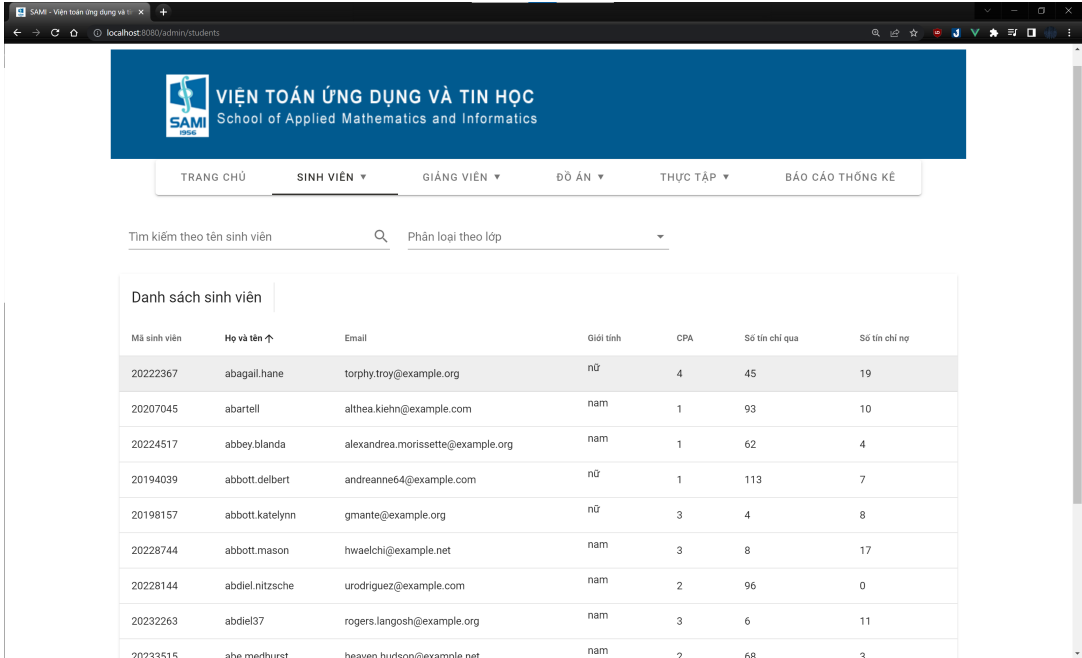 SAMI - Viện toán ứng dụng và ti
localhost:8080/admin/students
SAMI
1956
VIỆN TOÁN ỨNG DỤNG VÀ TIN HỌC
School of Applied Mathematics and Informatics
TRANG CHỦ SINH VIÊN ▼ GIẢNG VIÊN ▼ ĐỒ ÁN ▼ THỰC TẬP ▼ BÁO CÁO THỐNG KÊ
Tìm kiếm theo tên sinh viên Phân loại theo lớp
Danh sách sinh viên
Mã sinh viên Họ và tên Email Giới tính CPA Số tín chỉ qua Số tín chỉ nợ
20222367 abagail.hane torphy.troy@example.org nữ 4 45 19
20207045 abartell althea.kiehn@example.com nam 1 93 10
20224517 abbey.blanda alexandrea.morissette@example.org nam 1 62 4
20194039 abbott.delbert andreanne64@example.com nữ 1 113 7
20198157 abbott.katelynn gmante@example.org nữ 3 4 8
20228744 abbott.mason hwaelchi@example.net nam 3 8 17
20228144 abdiel.nitzsche urodriguez@example.com nam 2 96 0
20232263 abdiel37 rogers.langosh@example.org nam 3 6 11
20233515 abe.medhurst heaven.hudson@example.net nam 2 68 3